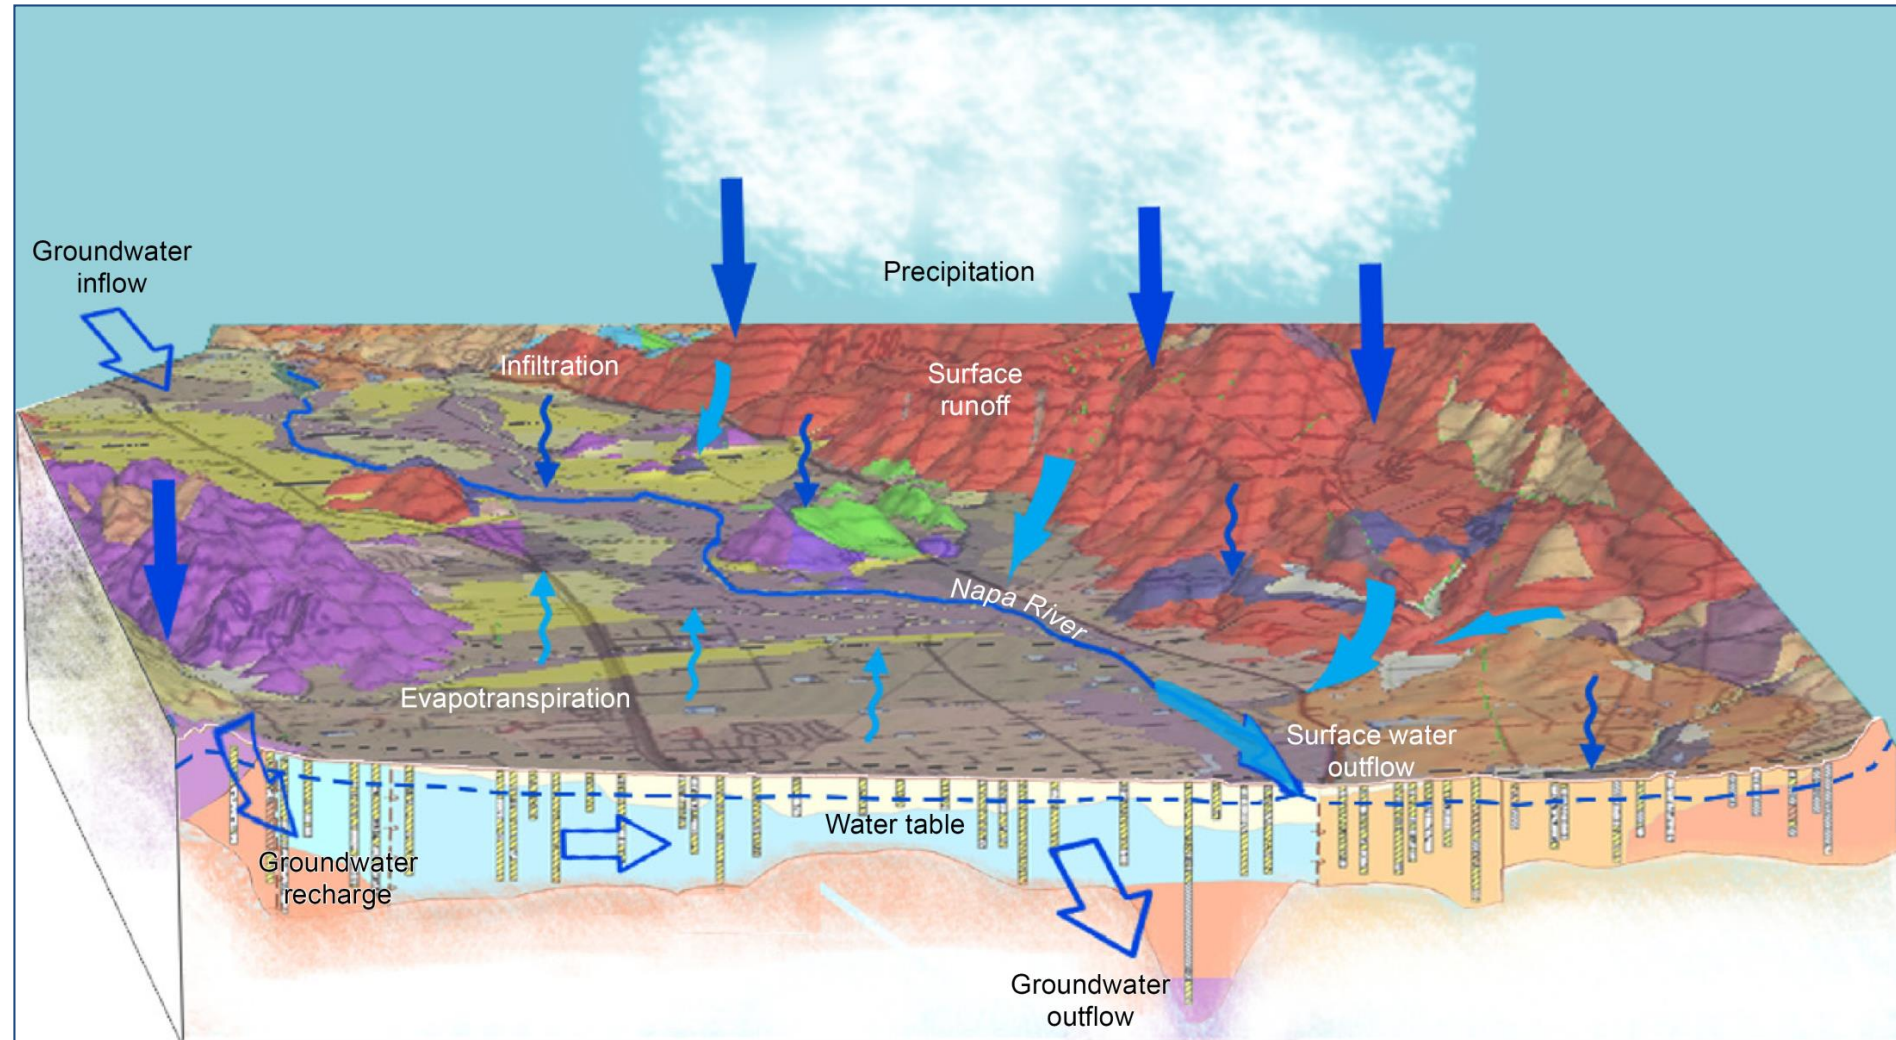 Groundwater
inflow
Precipitation
Infiltration
Surface
runoff
Napa River
Evapotranspiration
Surface water
outflow
Water table
Groundwater
recharge
Groundwater
outflow